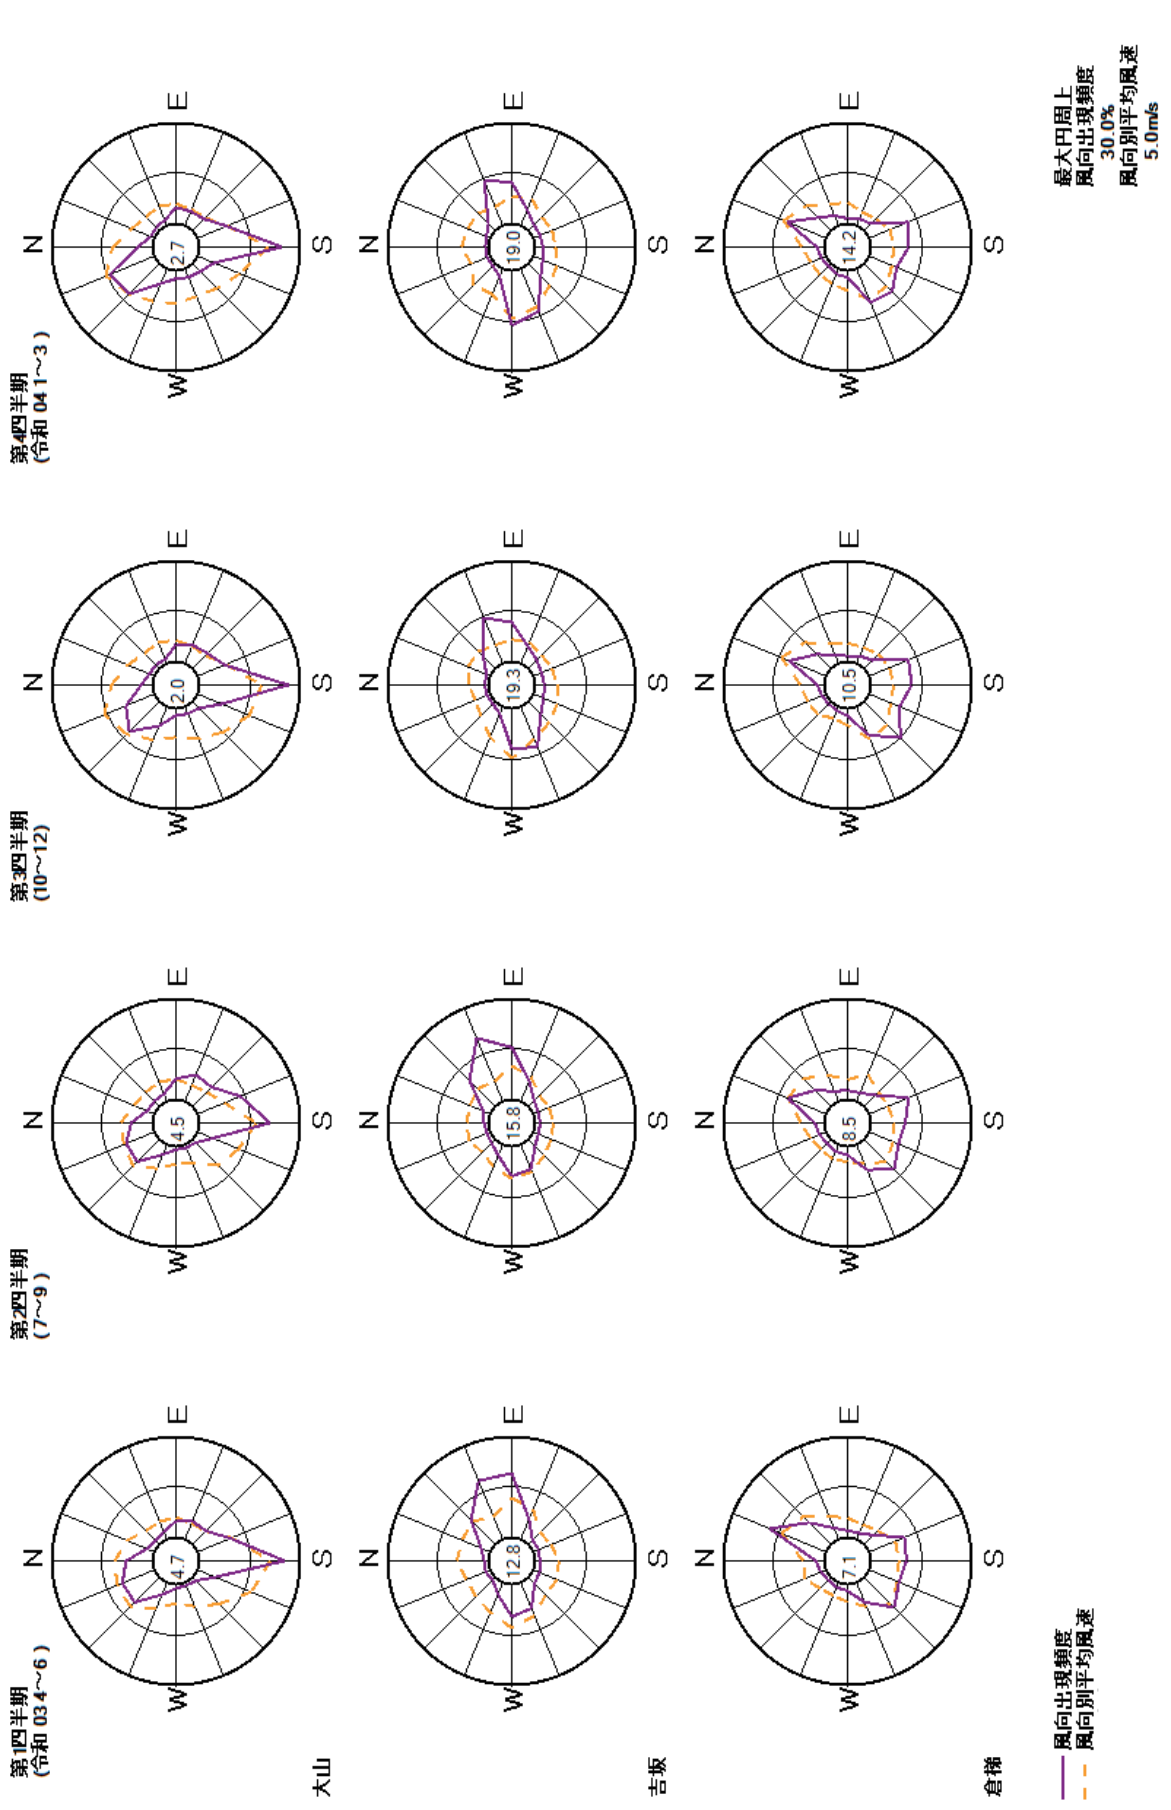 第1四半期 第2四半期 第3四半期 第4四半期
(令和 03 4～6 ) (7～9 ) (10～12) (令和 04 1～3 )
N N N N
W 4.7 E W 4.5 E W 2.0 E W 2.7 E
大山 S S S S
N N N N
W 12.8 E W 15.8 E W 19.3 E W 19.0 E
吉坂 S S S S
N N N N
W 7.1 E W 8.5 E W 10.5 E W 14.2 E
倉梯 S S S S
風向出現頻度
風向別平均風速
最大円周上
風向出現頻度
30.0%
風向別平均風速
5.0m/s